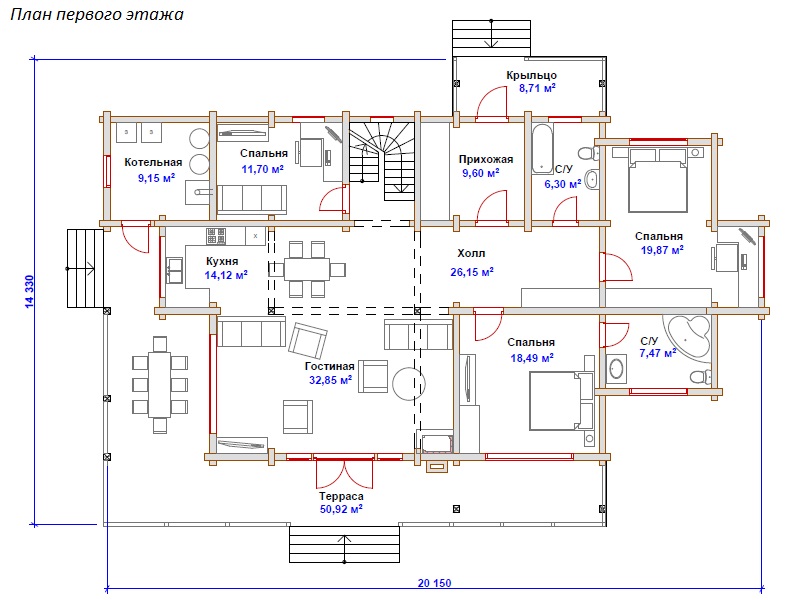 План первого этажа
Крыльцо
8,71 м²
Котельная
9,15 м²
Спальня
11,70 м²
Прихожая
9,60 м²
С/У
6,30 м²
Спальня
19,87 м²
Кухня
14,12 м²
Холл
26,15 м²
x
14 330
Гостиная
32,85 м²
Спальня
18,49 м²
С/У
7,47 м²
Терраса
50,92 м²
20 150